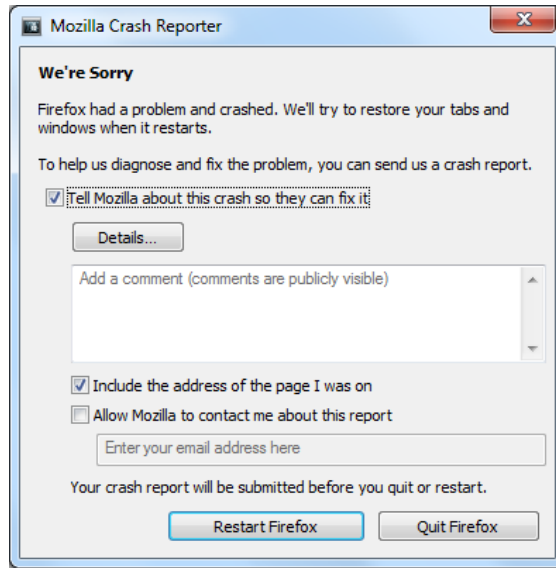 Mozilla Crash Reporter
We're Sorry
Firefox had a problem and crashed. We'll try to restore your tabs and
windows when it restarts.
To help us diagnose and fix the problem, you can send us a crash report.
Tell Mozilla about this crash so they can fix it
Details...
Add a comment (comments are publicly visible)
Include the address of the page I was on
Allow Mozilla to contact me about this report
Enter your email address here
Your crash report will be submitted before you quit or restart.
Restart Firefox
Quit Firefox